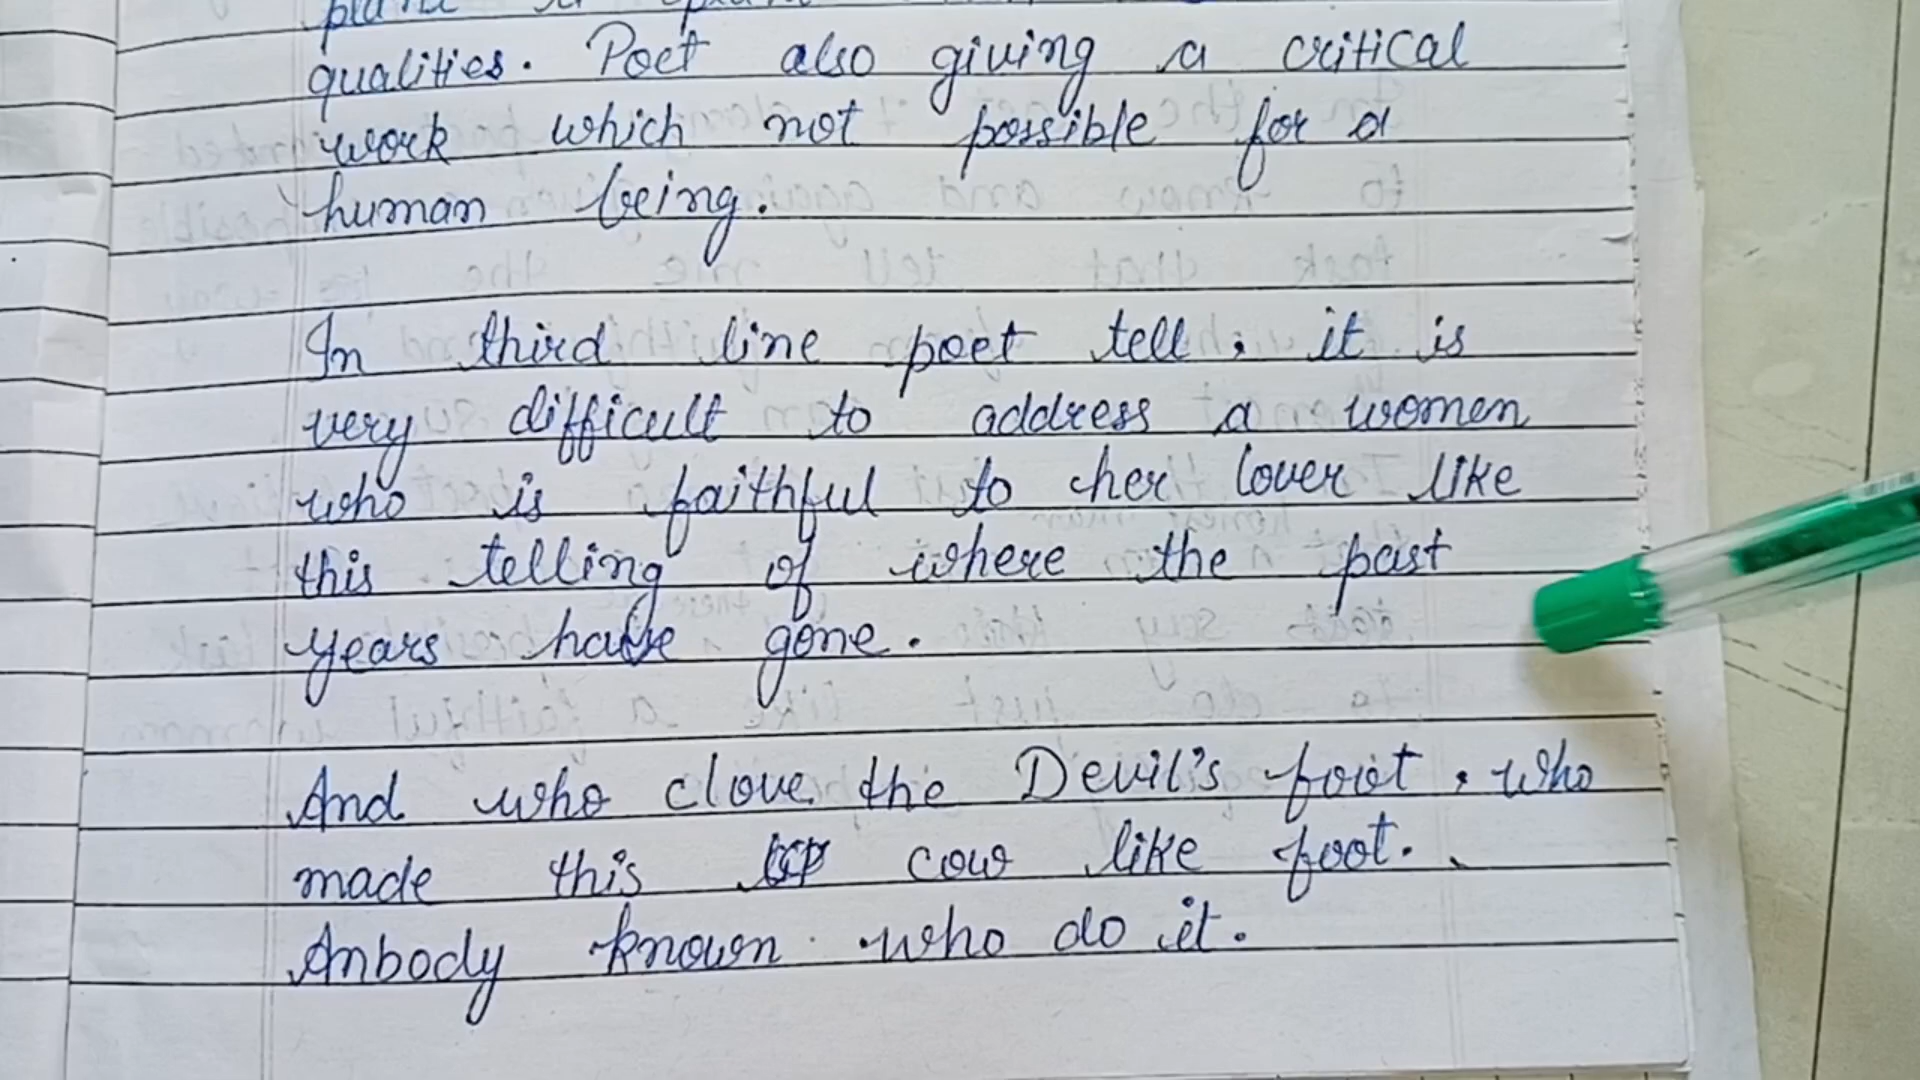 qualities. Poet also giving a critical
work which not possible for a
human being.
In third line poet tell, it is
very difficult to address a women
who is faithful to her lover like
this telling of where the past
years have gone.
And who clove the Devil's foot, who
made this cow like foot.
Anbody known who do it.